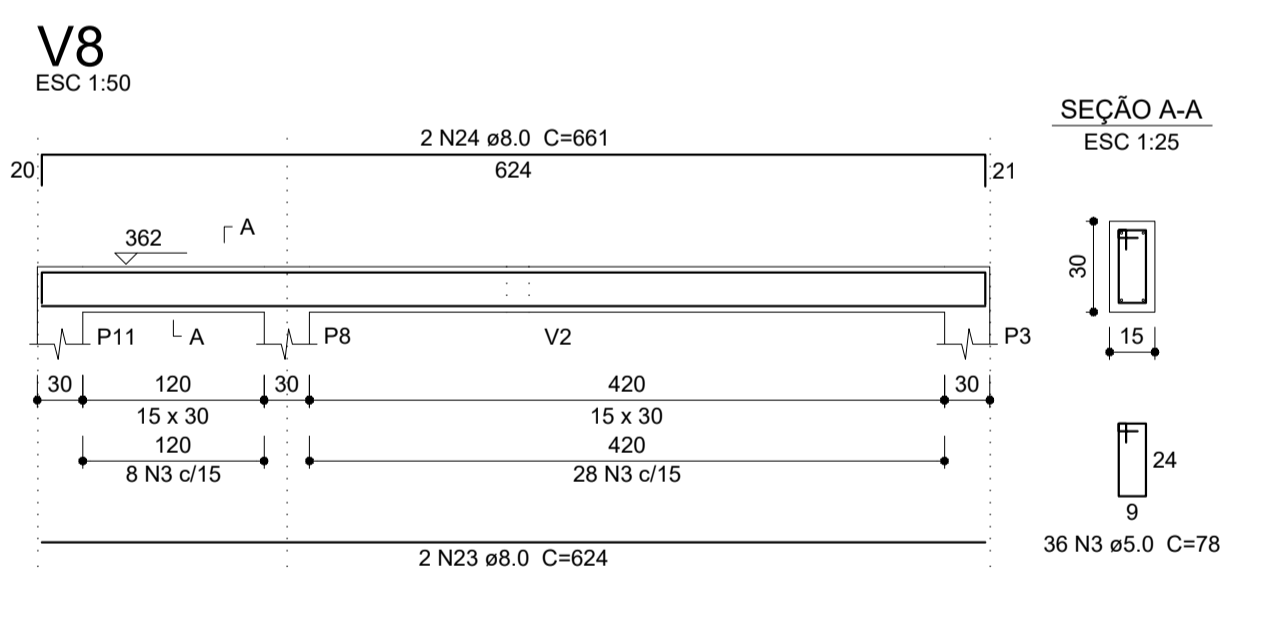 V8
ESC 1:50
2 N24 ø8.0 C=661
20
624
21
SEÇÃO A-A
ESC 1:25
362
A
30
P11
A
P8
V2
P3
15
30
120
30
420
30
15 x 30
15 x 30
120
420
8 N3 c/15
28 N3 c/15
24
9
36 N3 ø5.0 C=78
2 N23 ø8.0 C=624